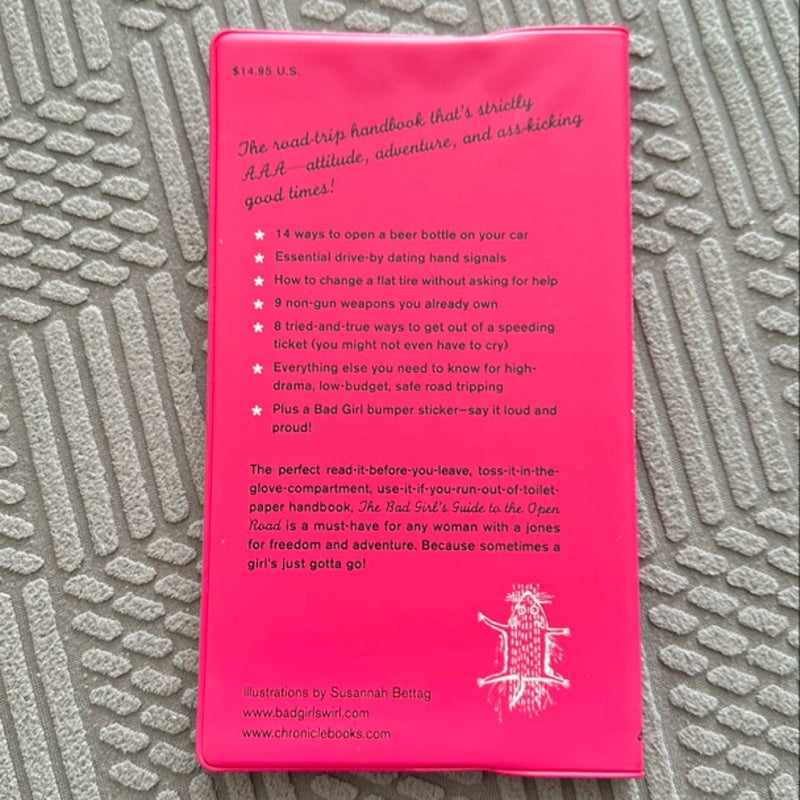 $14.95 U.S.
The road-trip handbook that's strictly
AAA—attitude, adventure, and ass-kicking
good times!
* 14 ways to open a beer bottle on your car
* Essential drive-by dating hand signals
* How to change a flat tire without asking for help
* 9 non-gun weapons you already own
* 8 tried-and-true ways to get out of a speeding
ticket (you might not even have to cry)
* Everything else you need to know for high-
drama, low-budget, safe road tripping
* Plus a Bad Girl bumper sticker—say it loud and
proud!
The perfect read-it-before-you-leave, toss-it-in-the-
glove-compartment, use-it-if-you-run-out-of-toilet-
paper handbook, The Bad Girl's Guide to the Open
Road is a must-have for any woman with a jones
for freedom and adventure. Because sometimes a
girl's just gotta go!
Illustrations by Susannah Bettag
www.badgirlswirl.com
www.chroniclebooks.com